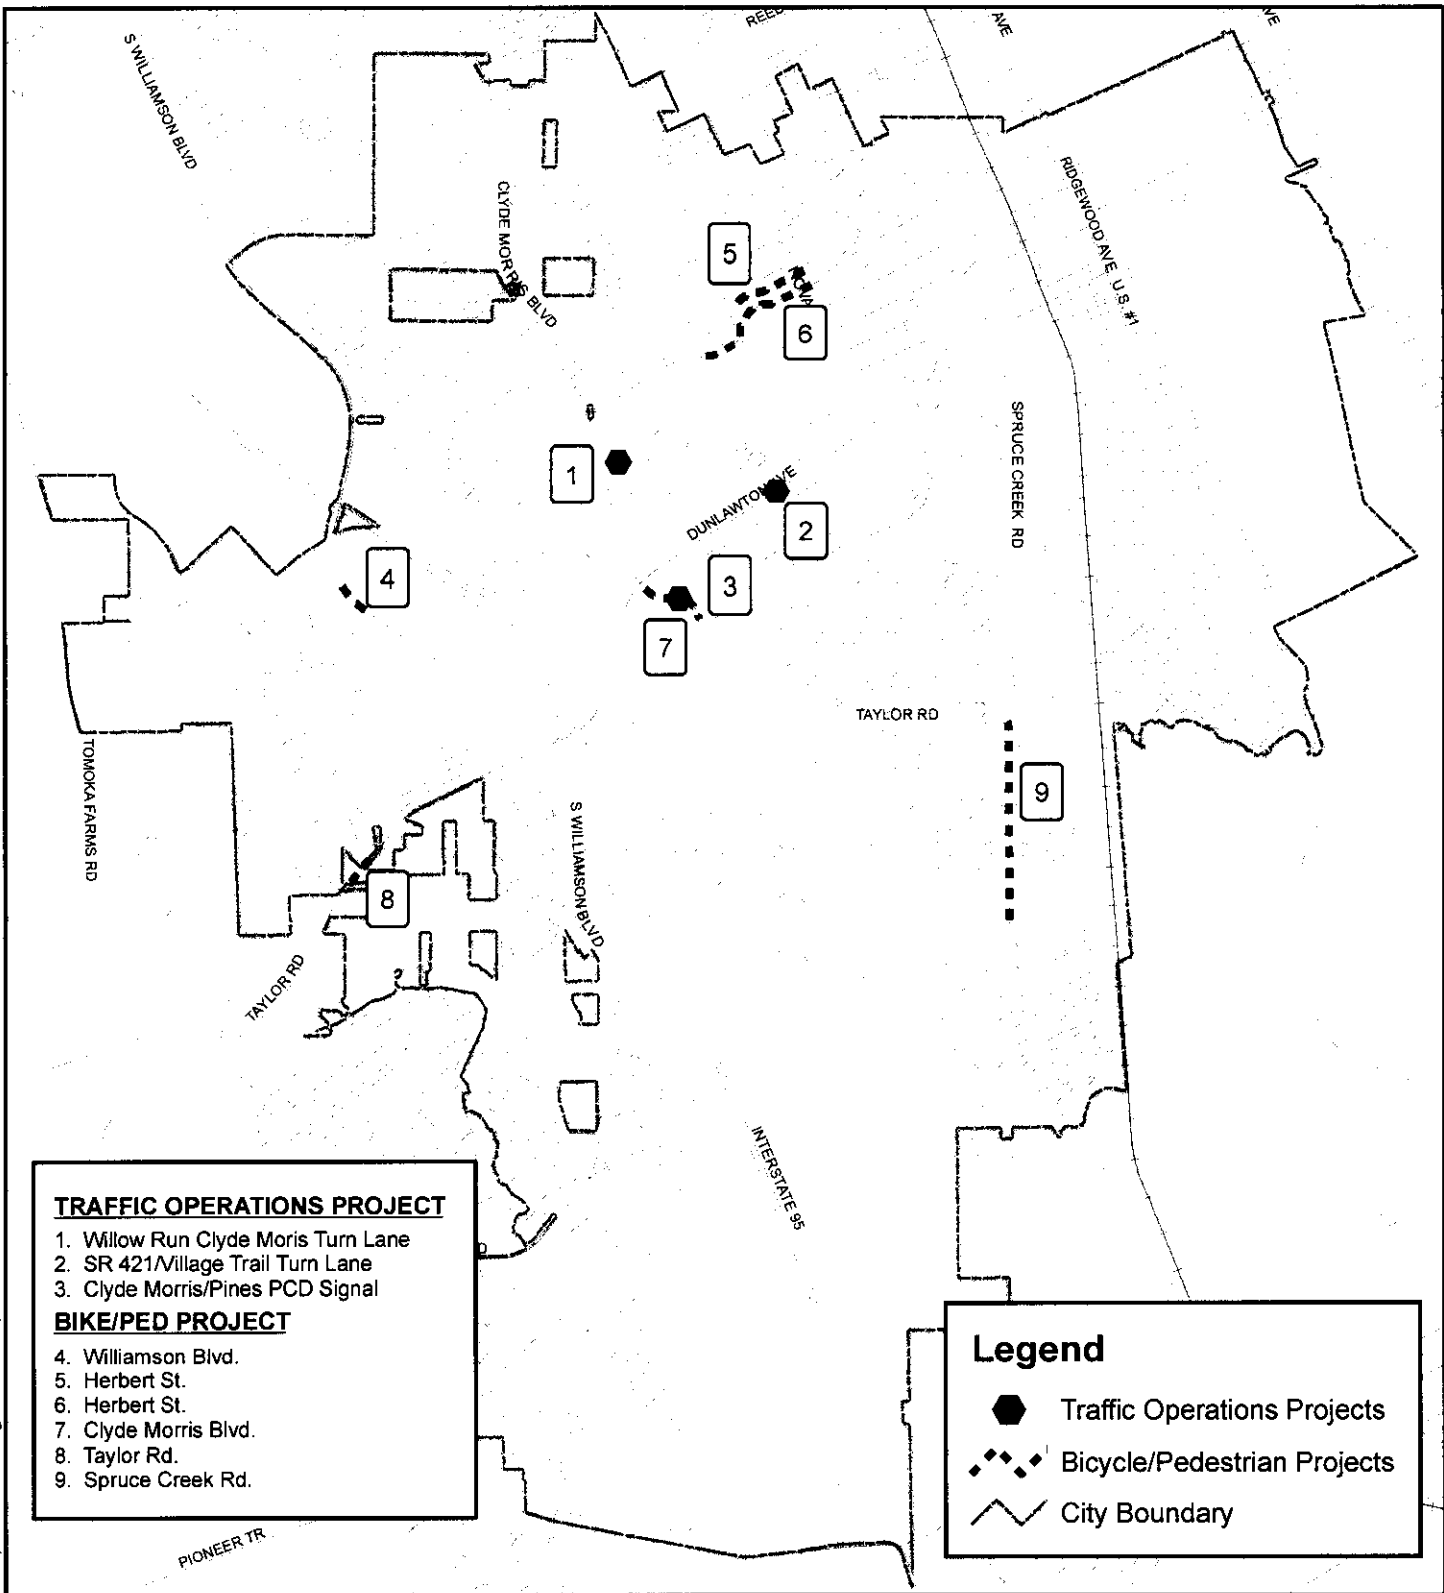 REED
AVE
AVE
S WILLIAMSON BLVD
CLYDE MORRIS BLVD
RIDGEWOOD AVE U.S. #1
5
6
SPRUCE CREEK RD
1
DUNLAWTON AVE
2
4
3
7
TAYLOR RD
TOMOKA FARMS RD
9
S WILLIAMSON BLVD
8
TAYLOR RD
INTERSTATE 95
TRAFFIC OPERATIONS PROJECT
1. Willow Run Clyde Moris Turn Lane
2. SR 421/Village Trail Turn Lane
3. Clyde Morris/Pines PCD Signal
BIKE/PED PROJECT
4. Williamson Blvd.
5. Herbert St.
6. Herbert St.
7. Clyde Morris Blvd.
8. Taylor Rd.
9. Spruce Creek Rd.
Legend
Traffic Operations Projects
Bicycle/Pedestrian Projects
City Boundary
PIONEER TR